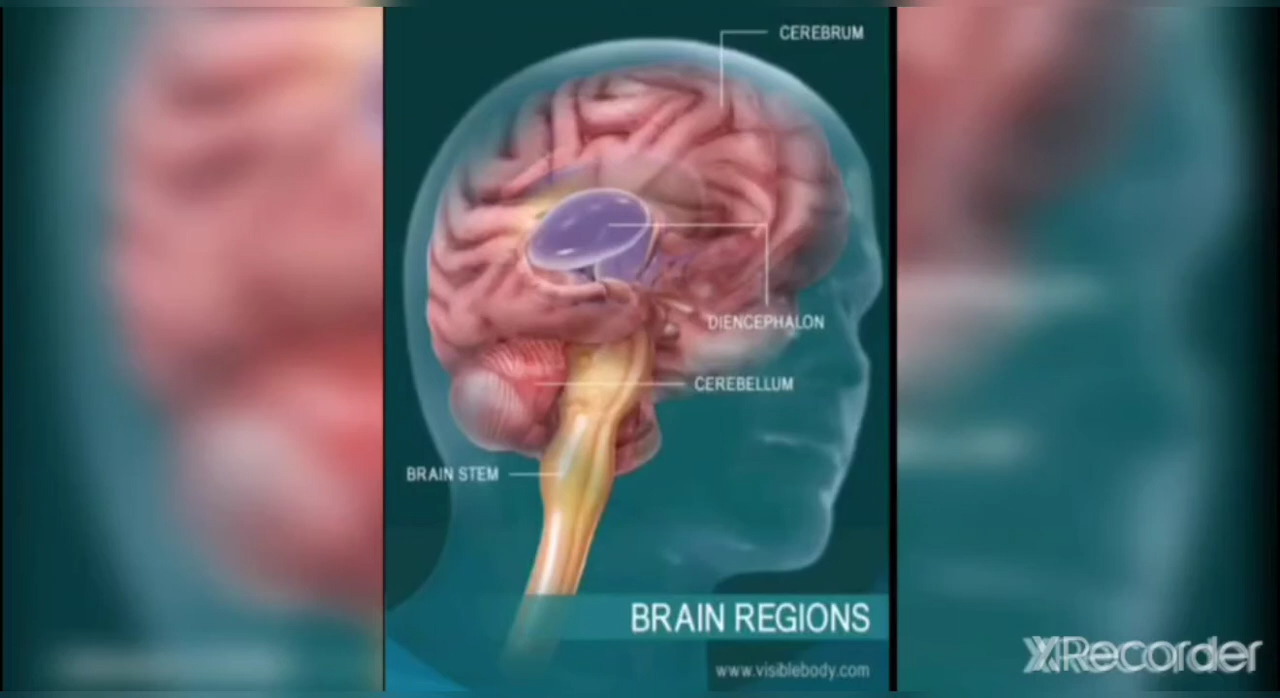 CEREBRUM
DIENCEPHALON
CEREBELLUM
BRAIN STEM
BRAIN REGIONS
www.visiblebody.com
XRecorder